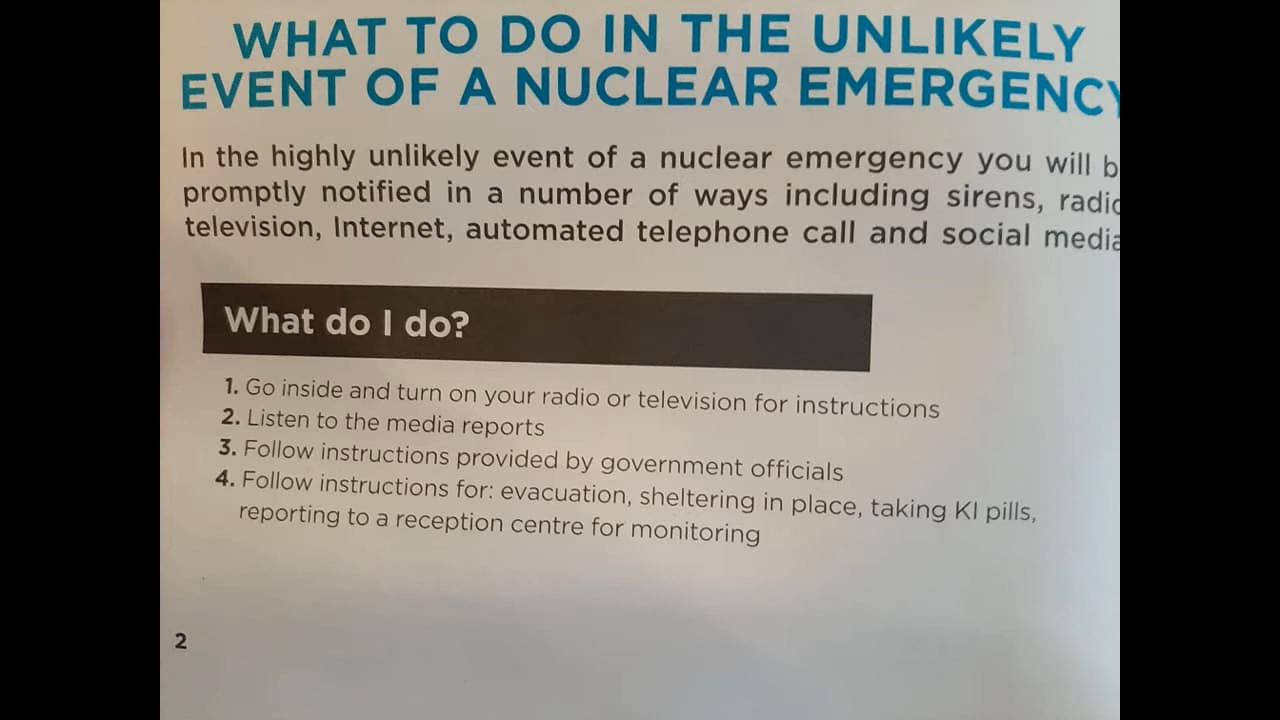 WHAT TO DO IN THE UNLIKELY
EVENT OF A NUCLEAR EMERGENCY
In the highly unlikely event of a nuclear emergency you will b
promptly notified in a number of ways including sirens, radio
television, Internet, automated telephone call and social media
What do I do?
1. Go inside and turn on your radio or television for instructions
2. Listen to the media reports
3. Follow instructions provided by government officials
4. Follow instructions for: evacuation, sheltering in place, taking KI pills,
reporting to a reception centre for monitoring
2